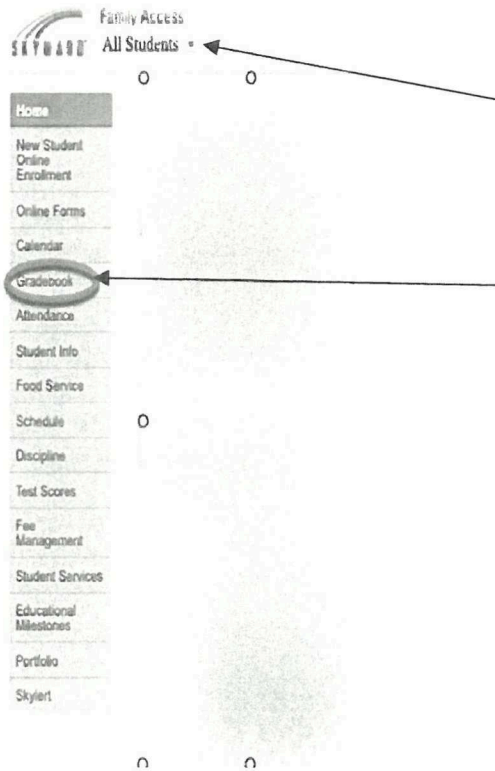 Family Access
SKYWARD
All Students
Home
New Student
Online
Enrollment
Online Forms
Calendar
Gradebook
Attendance
Student Info
Food Service
Schedule
Discipline
Test Scores
Fee
Management
Student Services
Educational
Milestones
Portfolio
Skylert